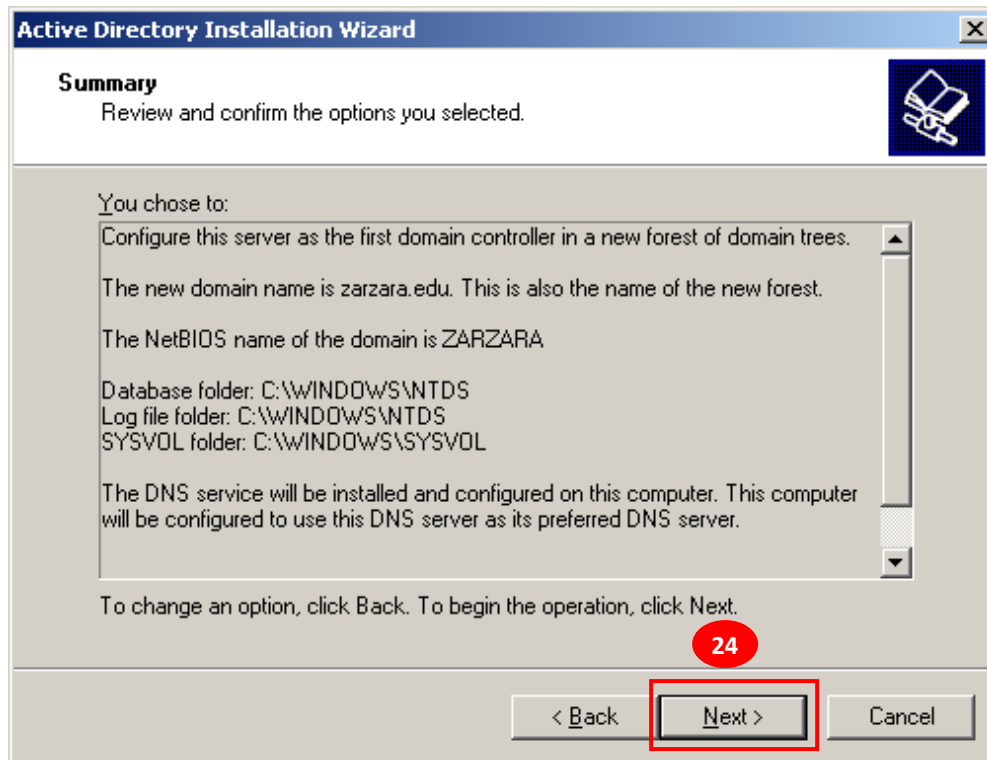 Active Directory Installation Wizard
Summary
Review and confirm the options you selected.
You chose to:
Configure this server as the first domain controller in a new forest of domain trees.
The new domain name is zarzara.edu. This is also the name of the new forest.
The NetBIOS name of the domain is ZARZARA
Database folder: C:\WINDOWS\NTDS
Log file folder: C:\WINDOWS\NTDS
SYSVOL folder: C:\WINDOWS\SYSVOL
The DNS service will be installed and configured on this computer. This computer
will be configured to use this DNS server as its preferred DNS server.
To change an option, click Back. To begin the operation, click Next.
24
< Back
Next >
Cancel